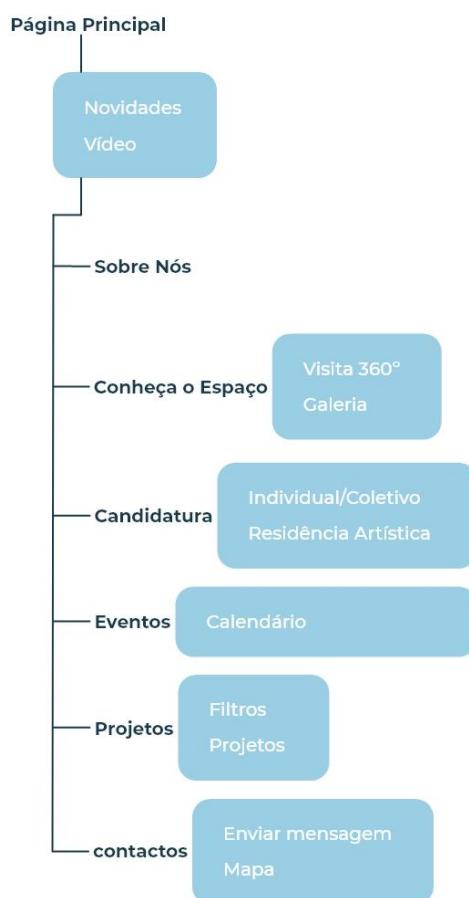 Página Principal
Novidades
Vídeo
Sobre Nós
Conheça o Espaço
Visita 360º
Galeria
Candidatura
Individual/Coletivo
Residência Artística
Eventos
Calendário
Projetos
Filtros
Projetos
contactos
Enviar mensagem
Mapa